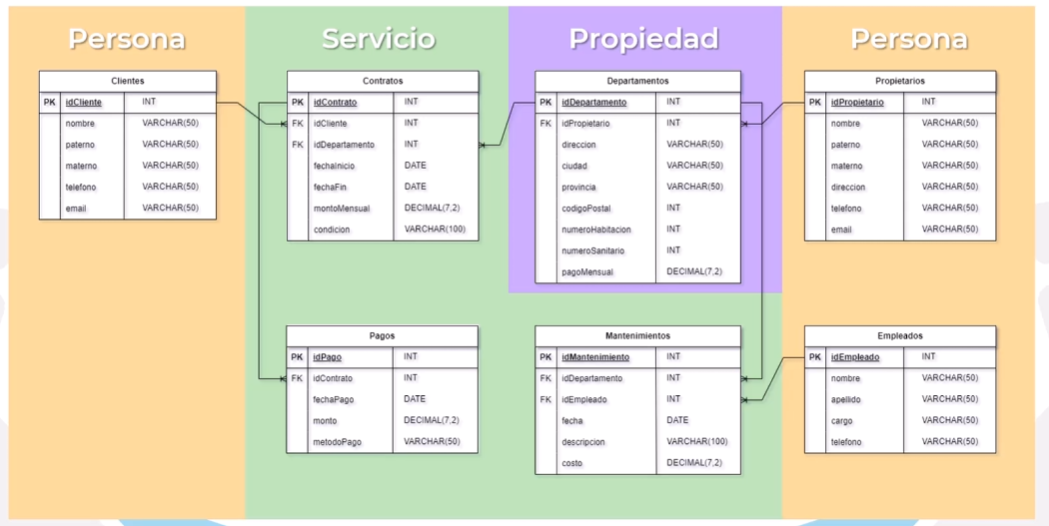 Persona
Servicio
Propiedad
Persona
Clientes
PK idCliente INT
nombre VARCHAR(50)
paterno VARCHAR(50)
materno VARCHAR(50)
telefono VARCHAR(50)
email VARCHAR(50)
Contratos
PK idContrato INT
FK idCliente INT
FK idDepartamento INT
fechaInicio DATE
fechaFin DATE
montoMensual DECIMAL(7,2)
condicion VARCHAR(100)
Departamentos
PK idDepartamento INT
FK idPropietario INT
direccion VARCHAR(50)
ciudad VARCHAR(50)
provincia VARCHAR(50)
codigoPostal INT
numeroHabitacion INT
numeroSanitario INT
pagoMensual DECIMAL(7,2)
Propietarios
PK idPropietario INT
nombre VARCHAR(50)
paterno VARCHAR(50)
materno VARCHAR(50)
direccion VARCHAR(50)
telefono VARCHAR(50)
email VARCHAR(50)
Pagos
PK idPago INT
FK idContrato INT
fechaPago DATE
monto DECIMAL(7,2)
metodoPago VARCHAR(50)
Mantenimientos
PK idMantenimiento INT
FK idDepartamento INT
FK idEmpleado INT
fecha DATE
descripcion VARCHAR(100)
costo DECIMAL(7,2)
Empleados
PK idEmpleado INT
nombre VARCHAR(50)
apellido VARCHAR(50)
cargo VARCHAR(50)
telefono VARCHAR(50)